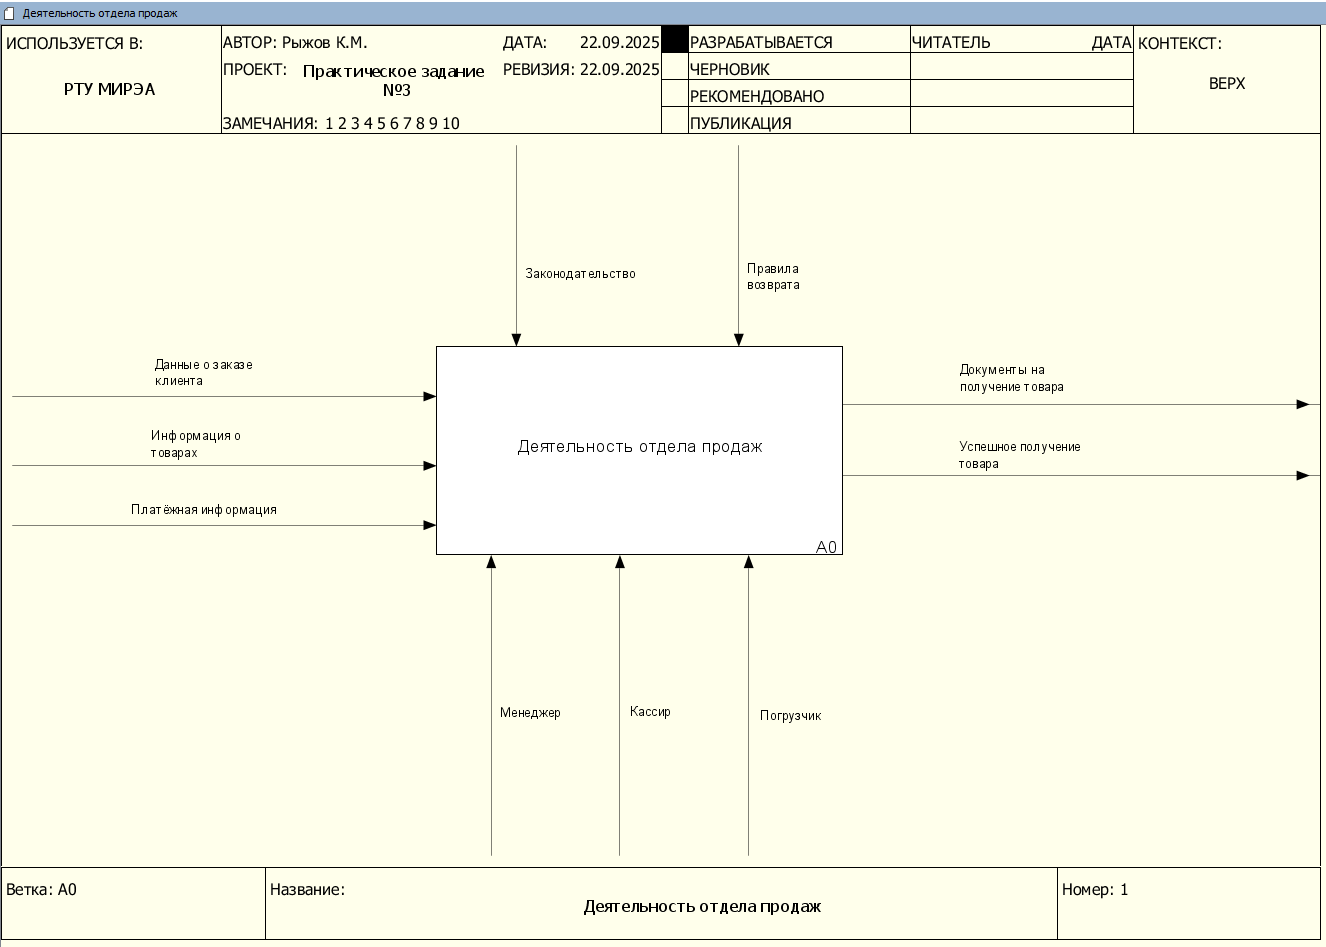 Деятельность отдела продаж
ИСПОЛЬЗУЕТСЯ В:
РТУ МИРЭА
АВТОР: Рыжов К.М.
ДАТА: 22.09.2025
ПРОЕКТ: Практическое задание
№3
РЕВИЗИЯ: 22.09.2025
ЗАМЕЧАНИЯ: 1 2 3 4 5 6 7 8 9 10
РАЗРАБАТЫВАЕТСЯ
ЧЕРНОВИК
РЕКОМЕНДОВАНО
ПУБЛИКАЦИЯ
ЧИТАТЕЛЬ ДАТА
КОНТЕКСТ:
ВЕРХ
Законодательство
Правила
возврата
Данные о заказе
клиента
Информация о
товарах
Платёжная информация
Деятельность отдела продаж
A0
Документы на
получение товара
Успешное получение
товара
Менеджер
Кассир
Погрузчик
Ветка: A0
Название:
Деятельность отдела продаж
Номер: 1